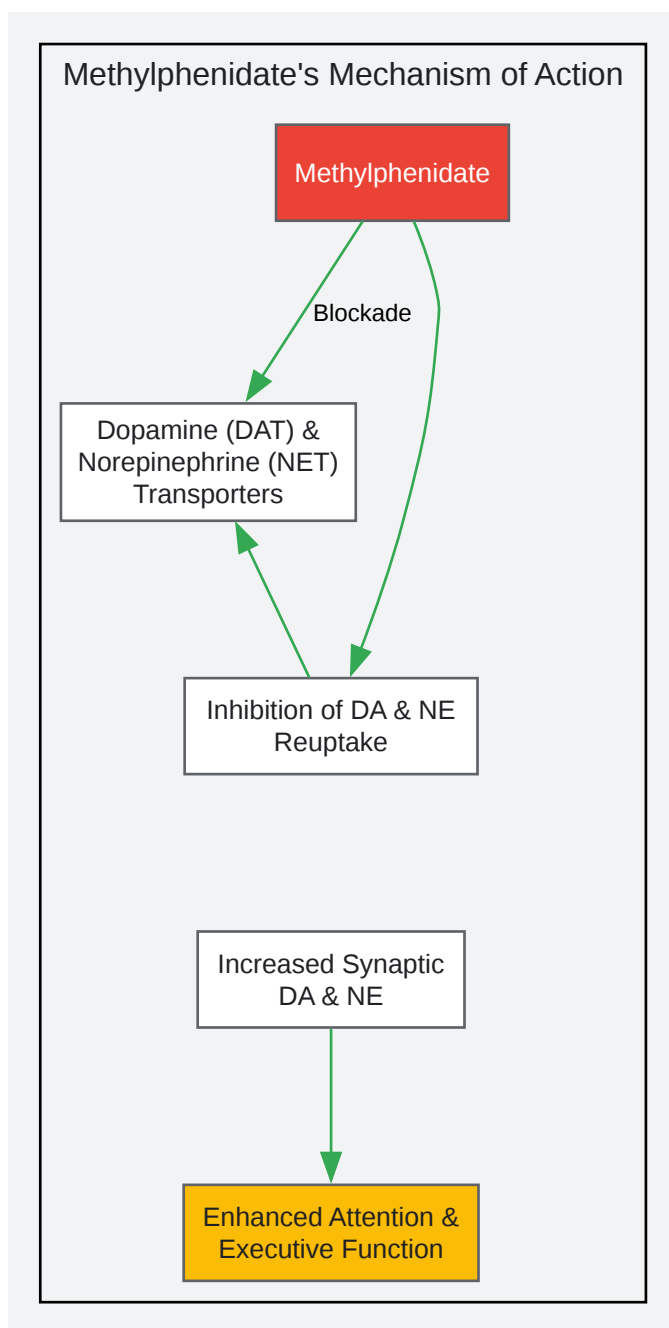 Methylphenidate's Mechanism of Action
Methylphenidate
Blockade
Dopamine (DAT) &
Norepinephrine (NET)
Transporters
Inhibition of DA & NE
Reuptake
Increased Synaptic
DA & NE
Enhanced Attention &
Executive Function